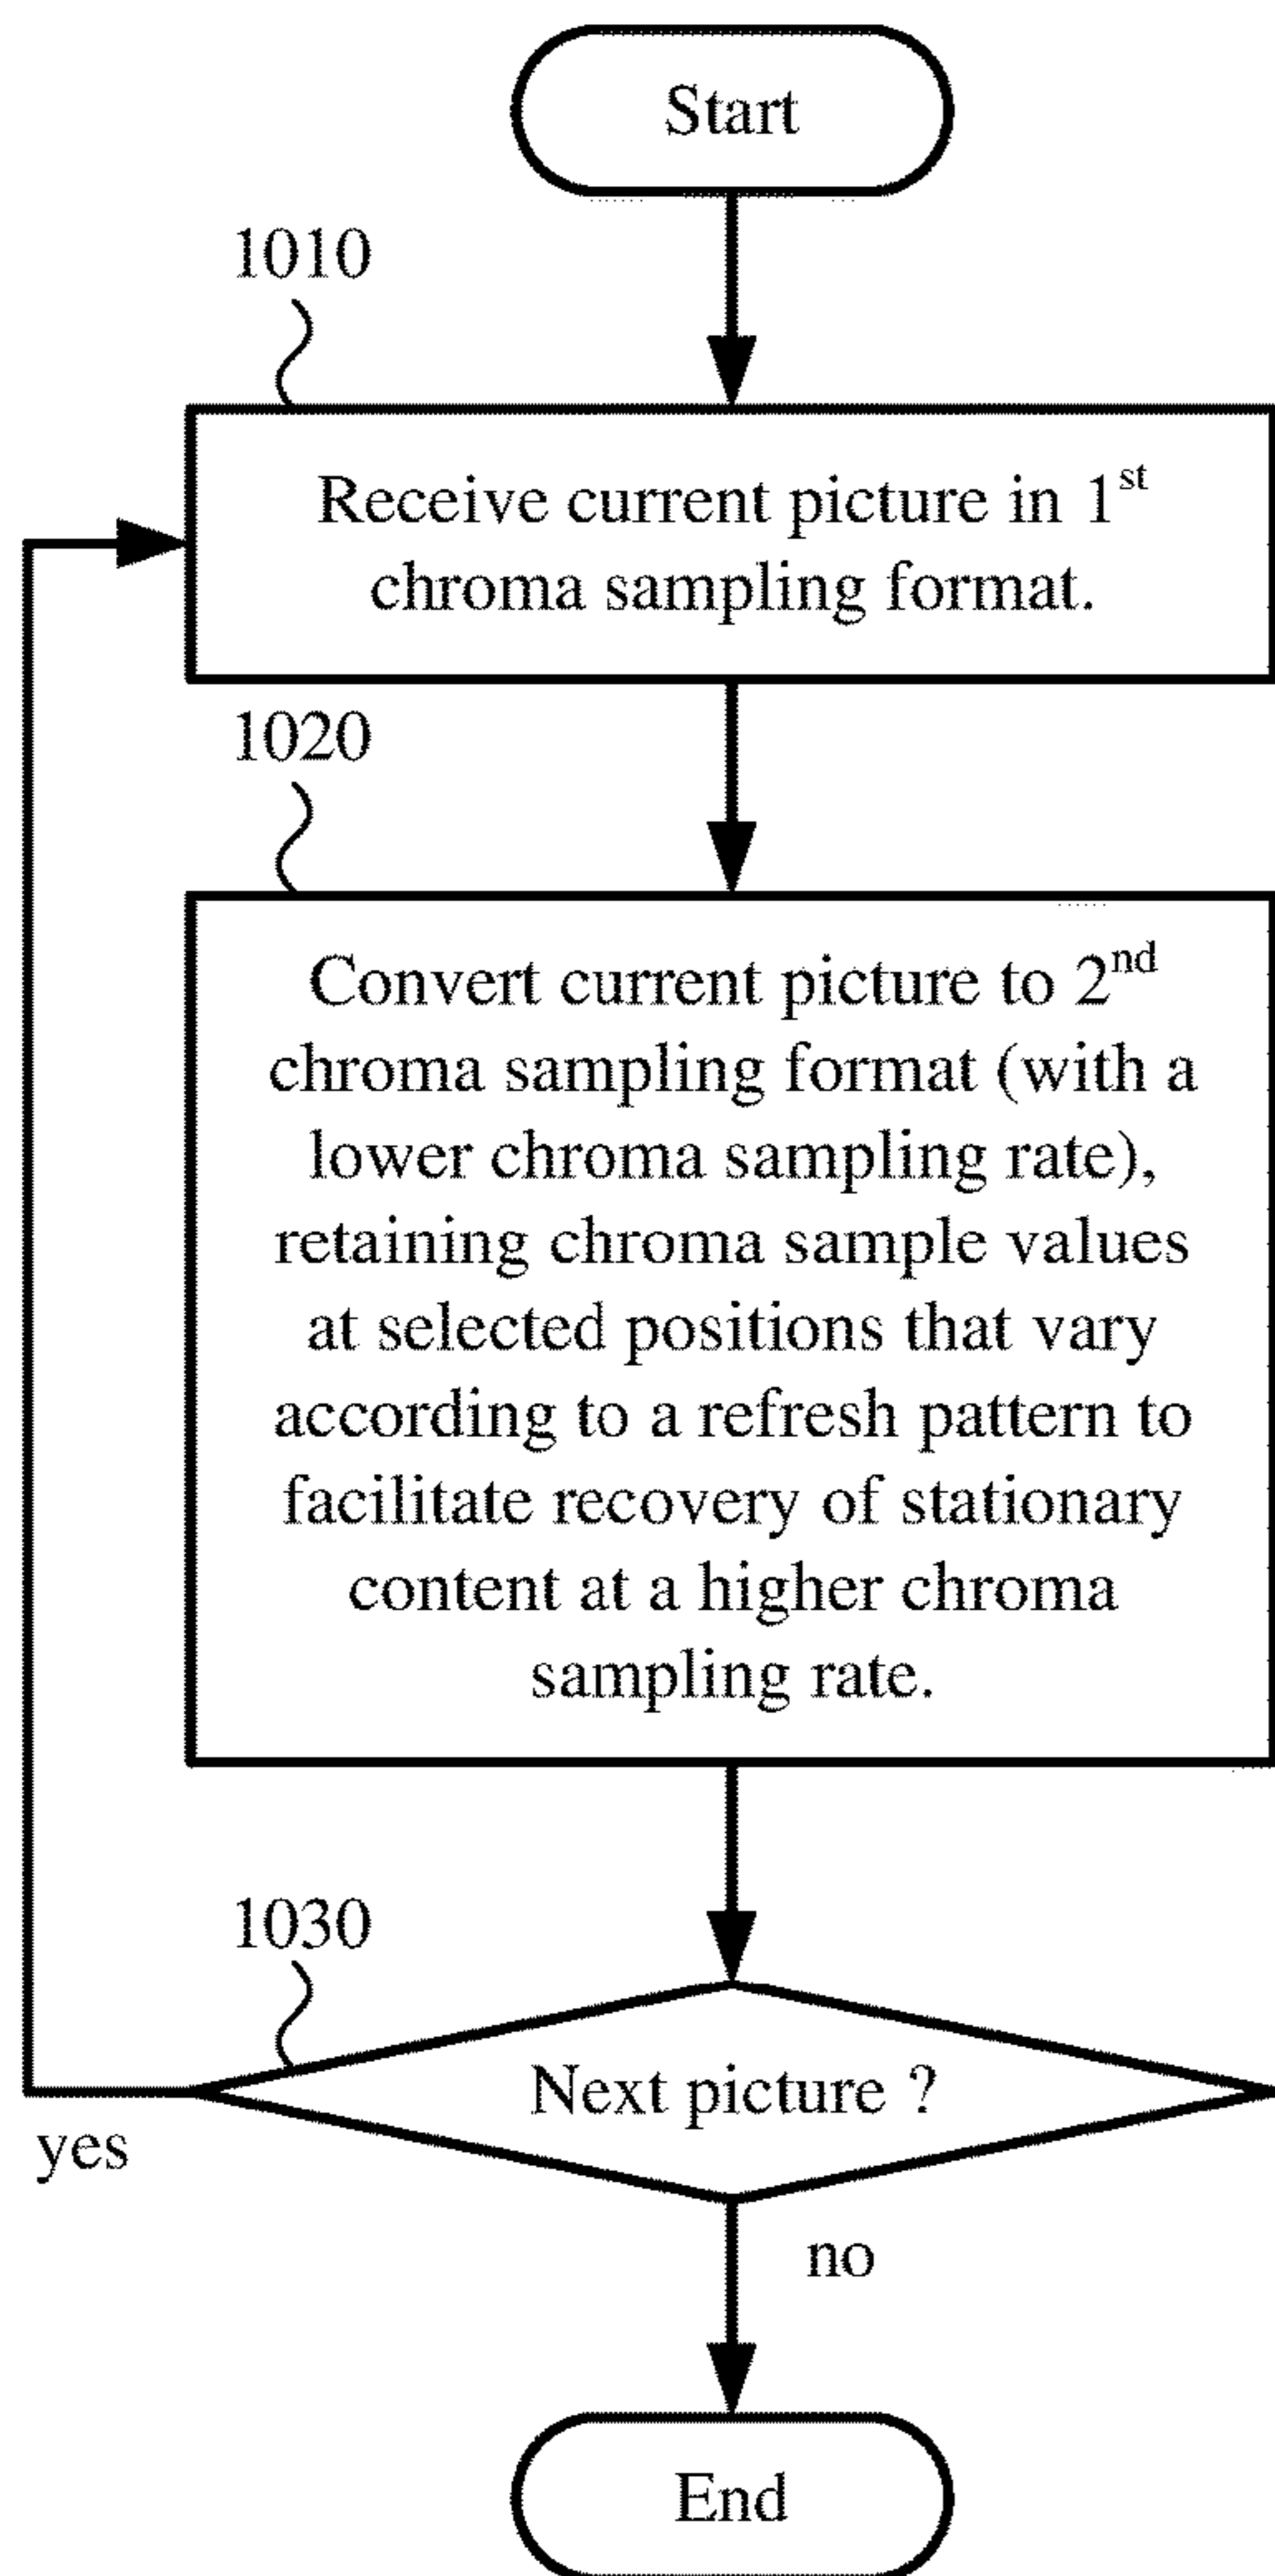 Start
1010
Receive current picture in 1st
chroma sampling format.
1020
Convert current picture to 2nd
chroma sampling format (with a
lower chroma sampling rate),
retaining chroma sample values
at selected positions that vary
according to a refresh pattern to
facilitate recovery of stationary
content at a higher chroma
sampling rate.
1030
Next picture ?
yes
no
End